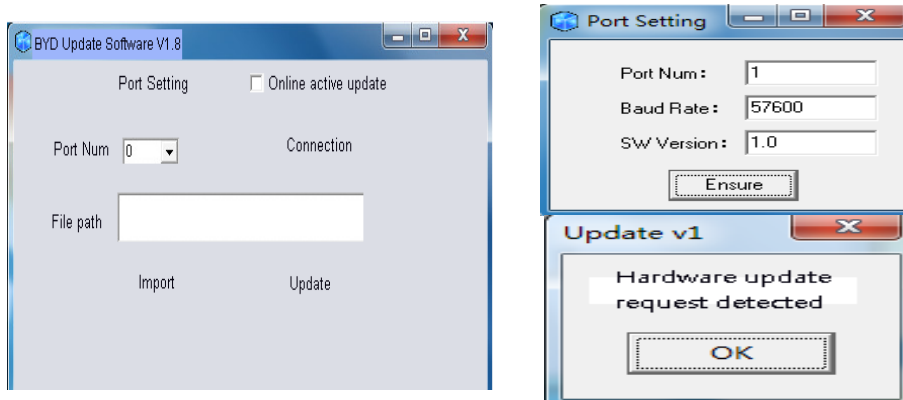 BYD Update Software V1.8
Port Setting
Online active update
Port Num 0
Connection
File path
Import
Update
Port Setting
Port Num: 1
Baud Rate: 57600
SW Version: 1.0
Ensure
Update v1
Hardware update
request detected
OK